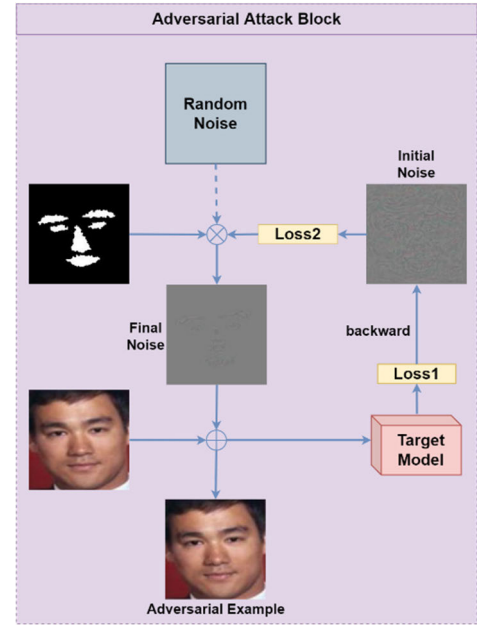 Adversarial Attack Block
Random
Noise
Initial
Noise
Loss2
Final
Noise
backward
Loss1
Target
Model
Adversarial Example